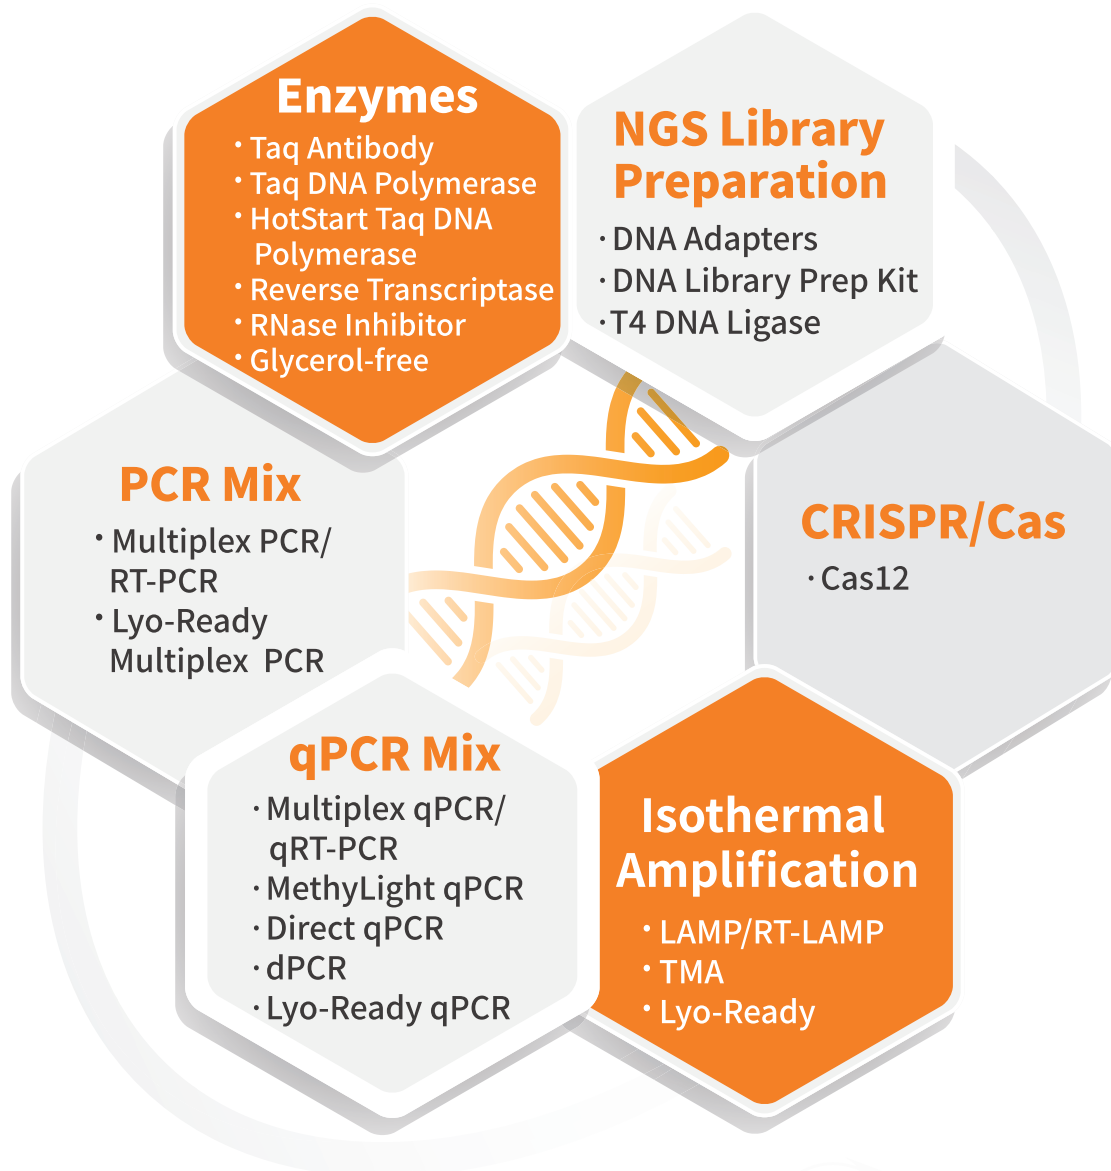 Enzymes
· Taq Antibody
· Taq DNA Polymerase
· HotStart Taq DNA
Polymerase
· Reverse Transcriptase
· RNase Inhibitor
· Glycerol-free
NGS Library
Preparation
· DNA Adapters
· DNA Library Prep Kit
· T4 DNA Ligase
PCR Mix
· Multiplex PCR/
RT-PCR
· Lyo-Ready
Multiplex PCR
CRISPR/Cas
· Cas12
qPCR Mix
· Multiplex qPCR/
qRT-PCR
· MethyLight qPCR
· Direct qPCR
· dPCR
· Lyo-Ready qPCR
Isothermal
Amplification
· LAMP/RT-LAMP
· TMA
· Lyo-Ready